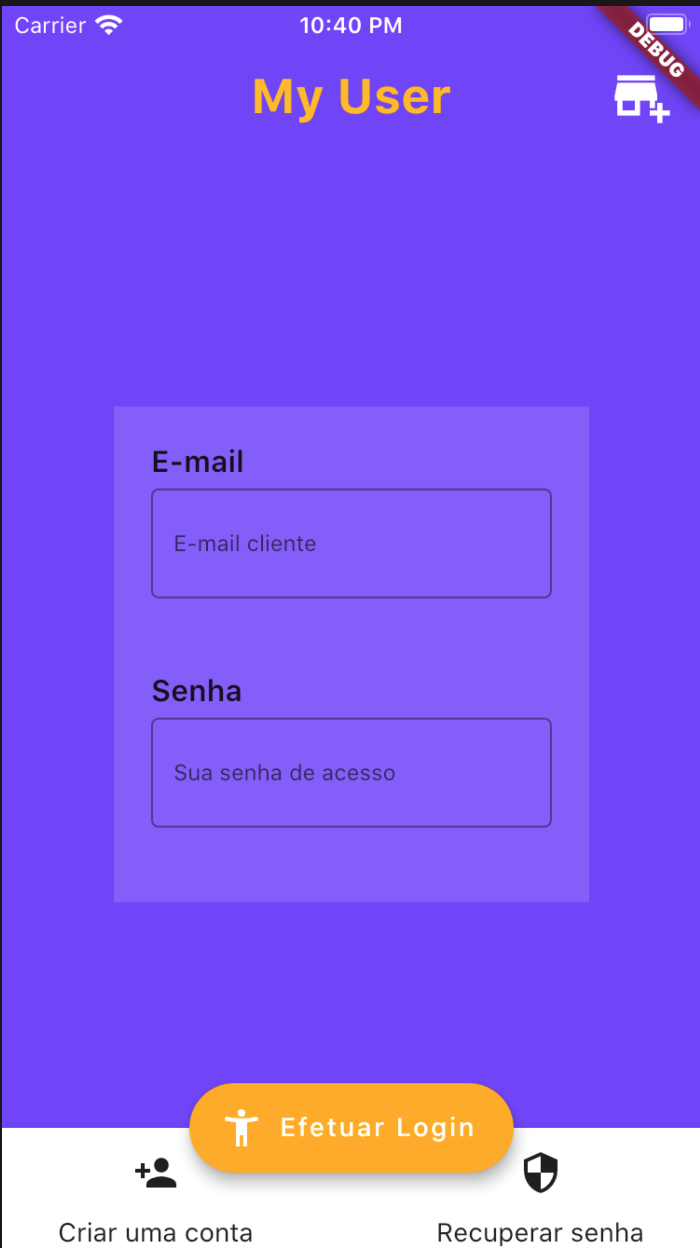 Carrier 10:40 PM
DEBUG
My User
E-mail
E-mail cliente
Senha
Sua senha de acesso
Efetuar Login
Criar uma conta Recuperar senha